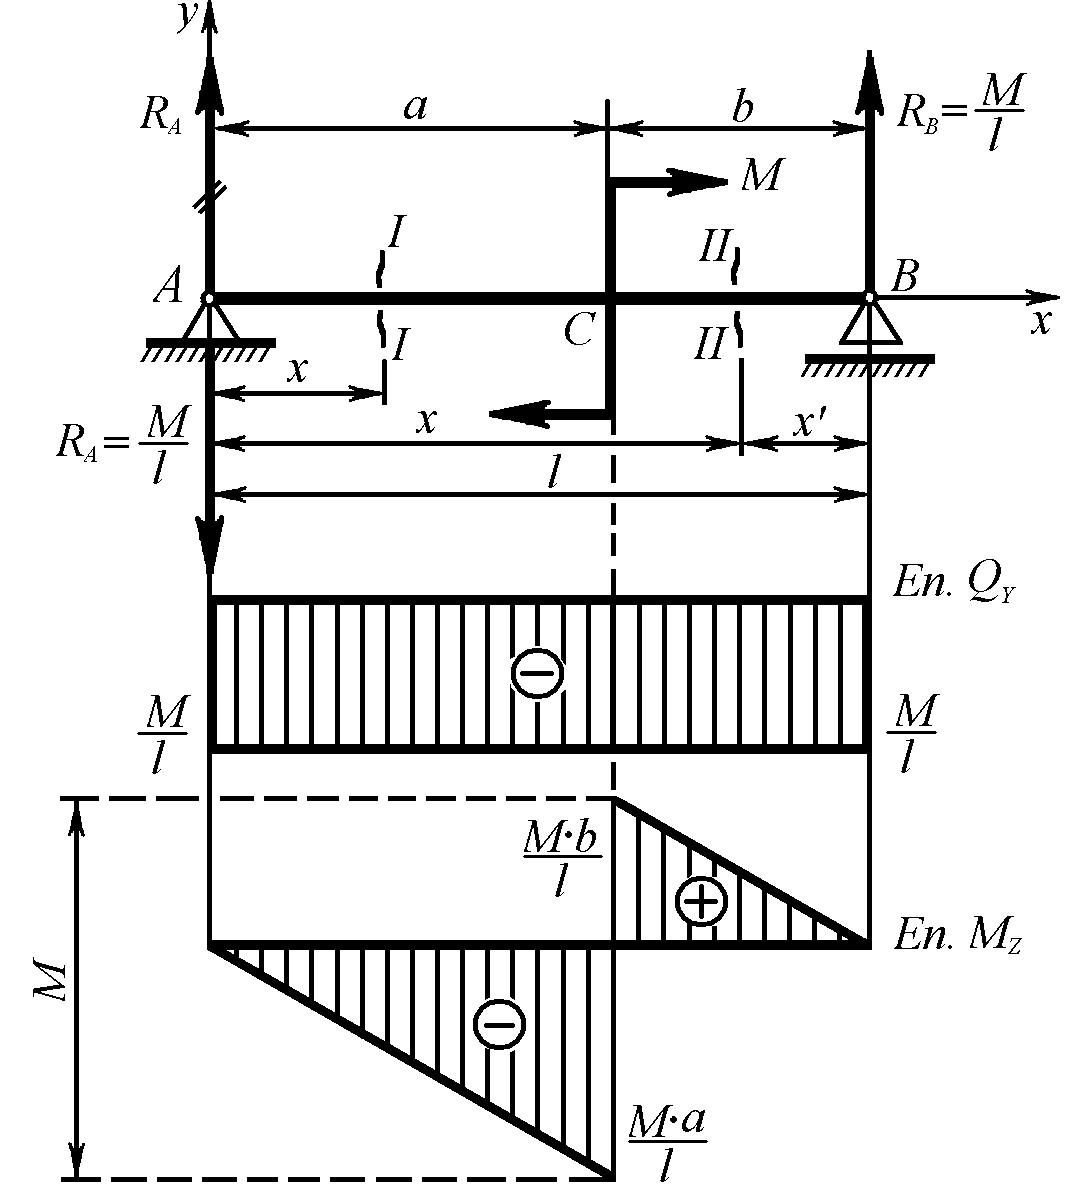 y
R_A
a
b
R_B = M/l
M
I
II
A
B
C
x
I
II
x
x
x'
R_A = M/l
l
En. Q_Y
−
M/l
M/l
M·b/l
+
En. M_Z
M
−
M·a/l